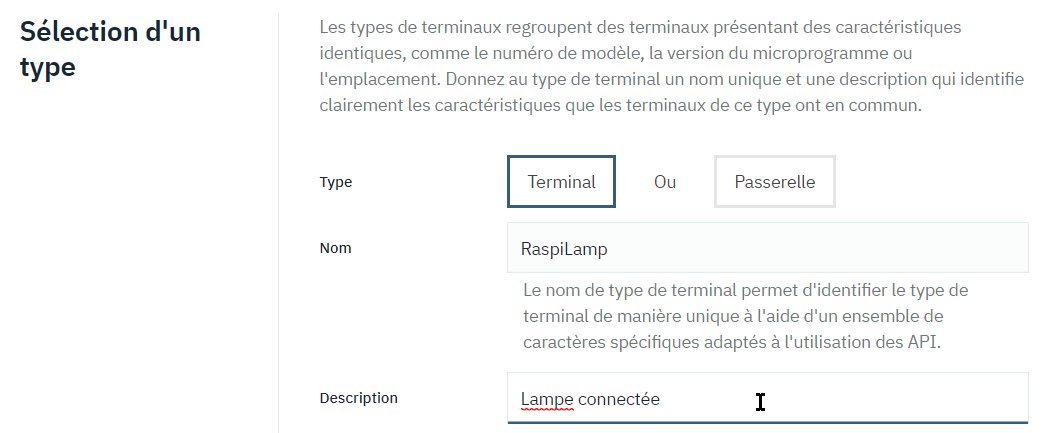 Sélection d'un
type
Les types de terminaux regroupent des terminaux présentant des caractéristiques
identiques, comme le numéro de modèle, la version du microprogramme ou
l'emplacement. Donnez au type de terminal un nom unique et une description qui identifie
clairement les caractéristiques que les terminaux de ce type ont en commun.
Type Terminal Ou Passerelle
Nom RaspiLamp
Le nom de type de terminal permet d'identifier le type de
terminal de manière unique à l'aide d'un ensemble de
caractères spécifiques adaptés à l'utilisation des API.
Description Lampe connectée